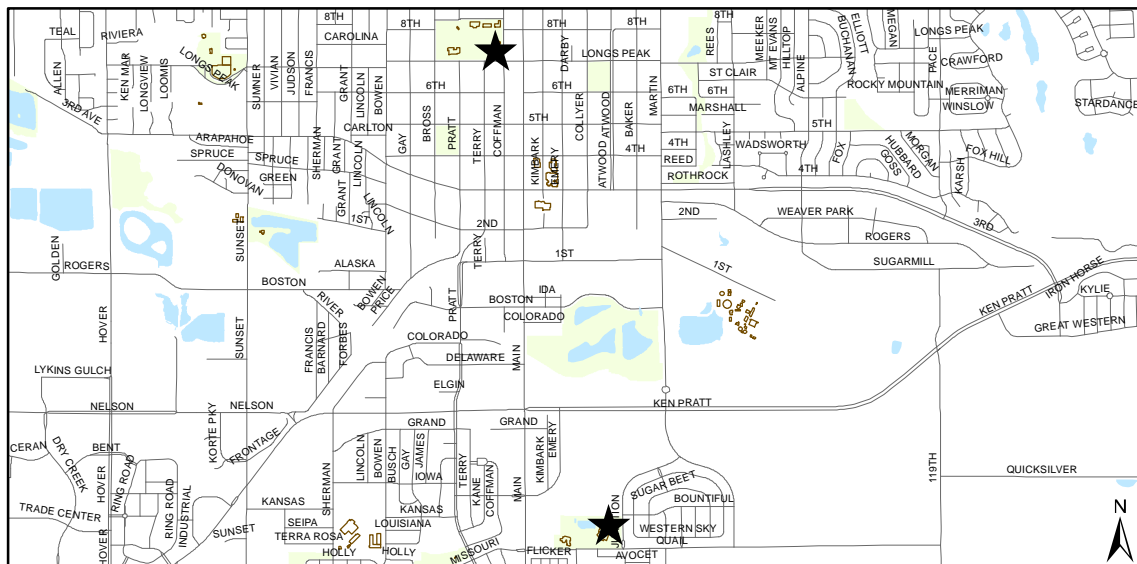 8TH
8TH
8TH
8TH
8TH
TEAL
RIVIERA
CAROLINA
ALLEN
KEN MAR
LONGVIEW
LOOMIS
LONGS PEAK
SUMNER
VIVIAN
JUDSON
FRANCIS
GRANT
LINCOLN
BOWEN
COFFMAN
DARBY
LONGS PEAK
REES
MEEKER
MT EVANS
HILLTOP
ALPINE
BUCHANAN
ELLIOTT
MEGAN
LONGS PEAK
PACE
CRAWFORD
ST CLAIR
ROCKY MOUNTAIN
MERRIMAN
WINSLOW
STARDANCE
3RD AVE
6TH
6TH
6TH
6TH
MARSHALL
MARTIN
ARAPAHOE
CARLTON
GAY
BROSS
PRATT
TERRY
5TH
5TH
COLLYER
ATWOOD
ATWOOD
BAKER
4TH
4TH
REED
ROTHROCK
LASHLEY
WADSWORTH
4TH
FOX
GOSS
HUBBARD
MORGAN
KARSH
FOX HILL
SPRUCE
SPRUCE
GREEN
DONOVAN
SHERMAN
GRANT
LINCOLN
GRANT
LINCOLN
KIMBARK
EMERY
1ST
SUNSET
2ND
2ND
WEAVER PARK
ROGERS
SUGARMILL
3RD
GOLDEN
ROGERS
BOSTON
ALASKA
TERRY
1ST
1ST
RIVER
BOWEN
PRICE
PRATT
BOSTON
IDA
COLORADO
KEN PRATT
IRON HORSE
KYLIE
GREAT WESTERN
HOVER
SUNSET
FRANCIS
BARNARD
FORBES
COLORADO
DELAWARE
MAIN
ELGIN
LYKINS GULCH
NELSON
NELSON
KEN PRATT
CERAN
DRY CREEK
BENT
HOVER
RING ROAD
RING ROAD
INDUSTRIAL
KORTE PKY
FRONTAGE
GRAND
GRAND
LINCOLN
BOWEN
BUSCH
GAY
JAMES
IOWA
TERRY
KANE
COFFMAN
MAIN
KIMBARK
EMERY
119TH
QUICKSILVER
TRADE CENTER
HOVER
SUNSET
KANSAS
SHERMAN
SEIPA
TERRA ROSA
LOUISIANA
KANSAS
HOLLY
HOLLY
MISSOURI
FLICKER
SUGAR BEET
BOUNTIFUL
WESTERN SKY
QUAIL
AVOCET
N